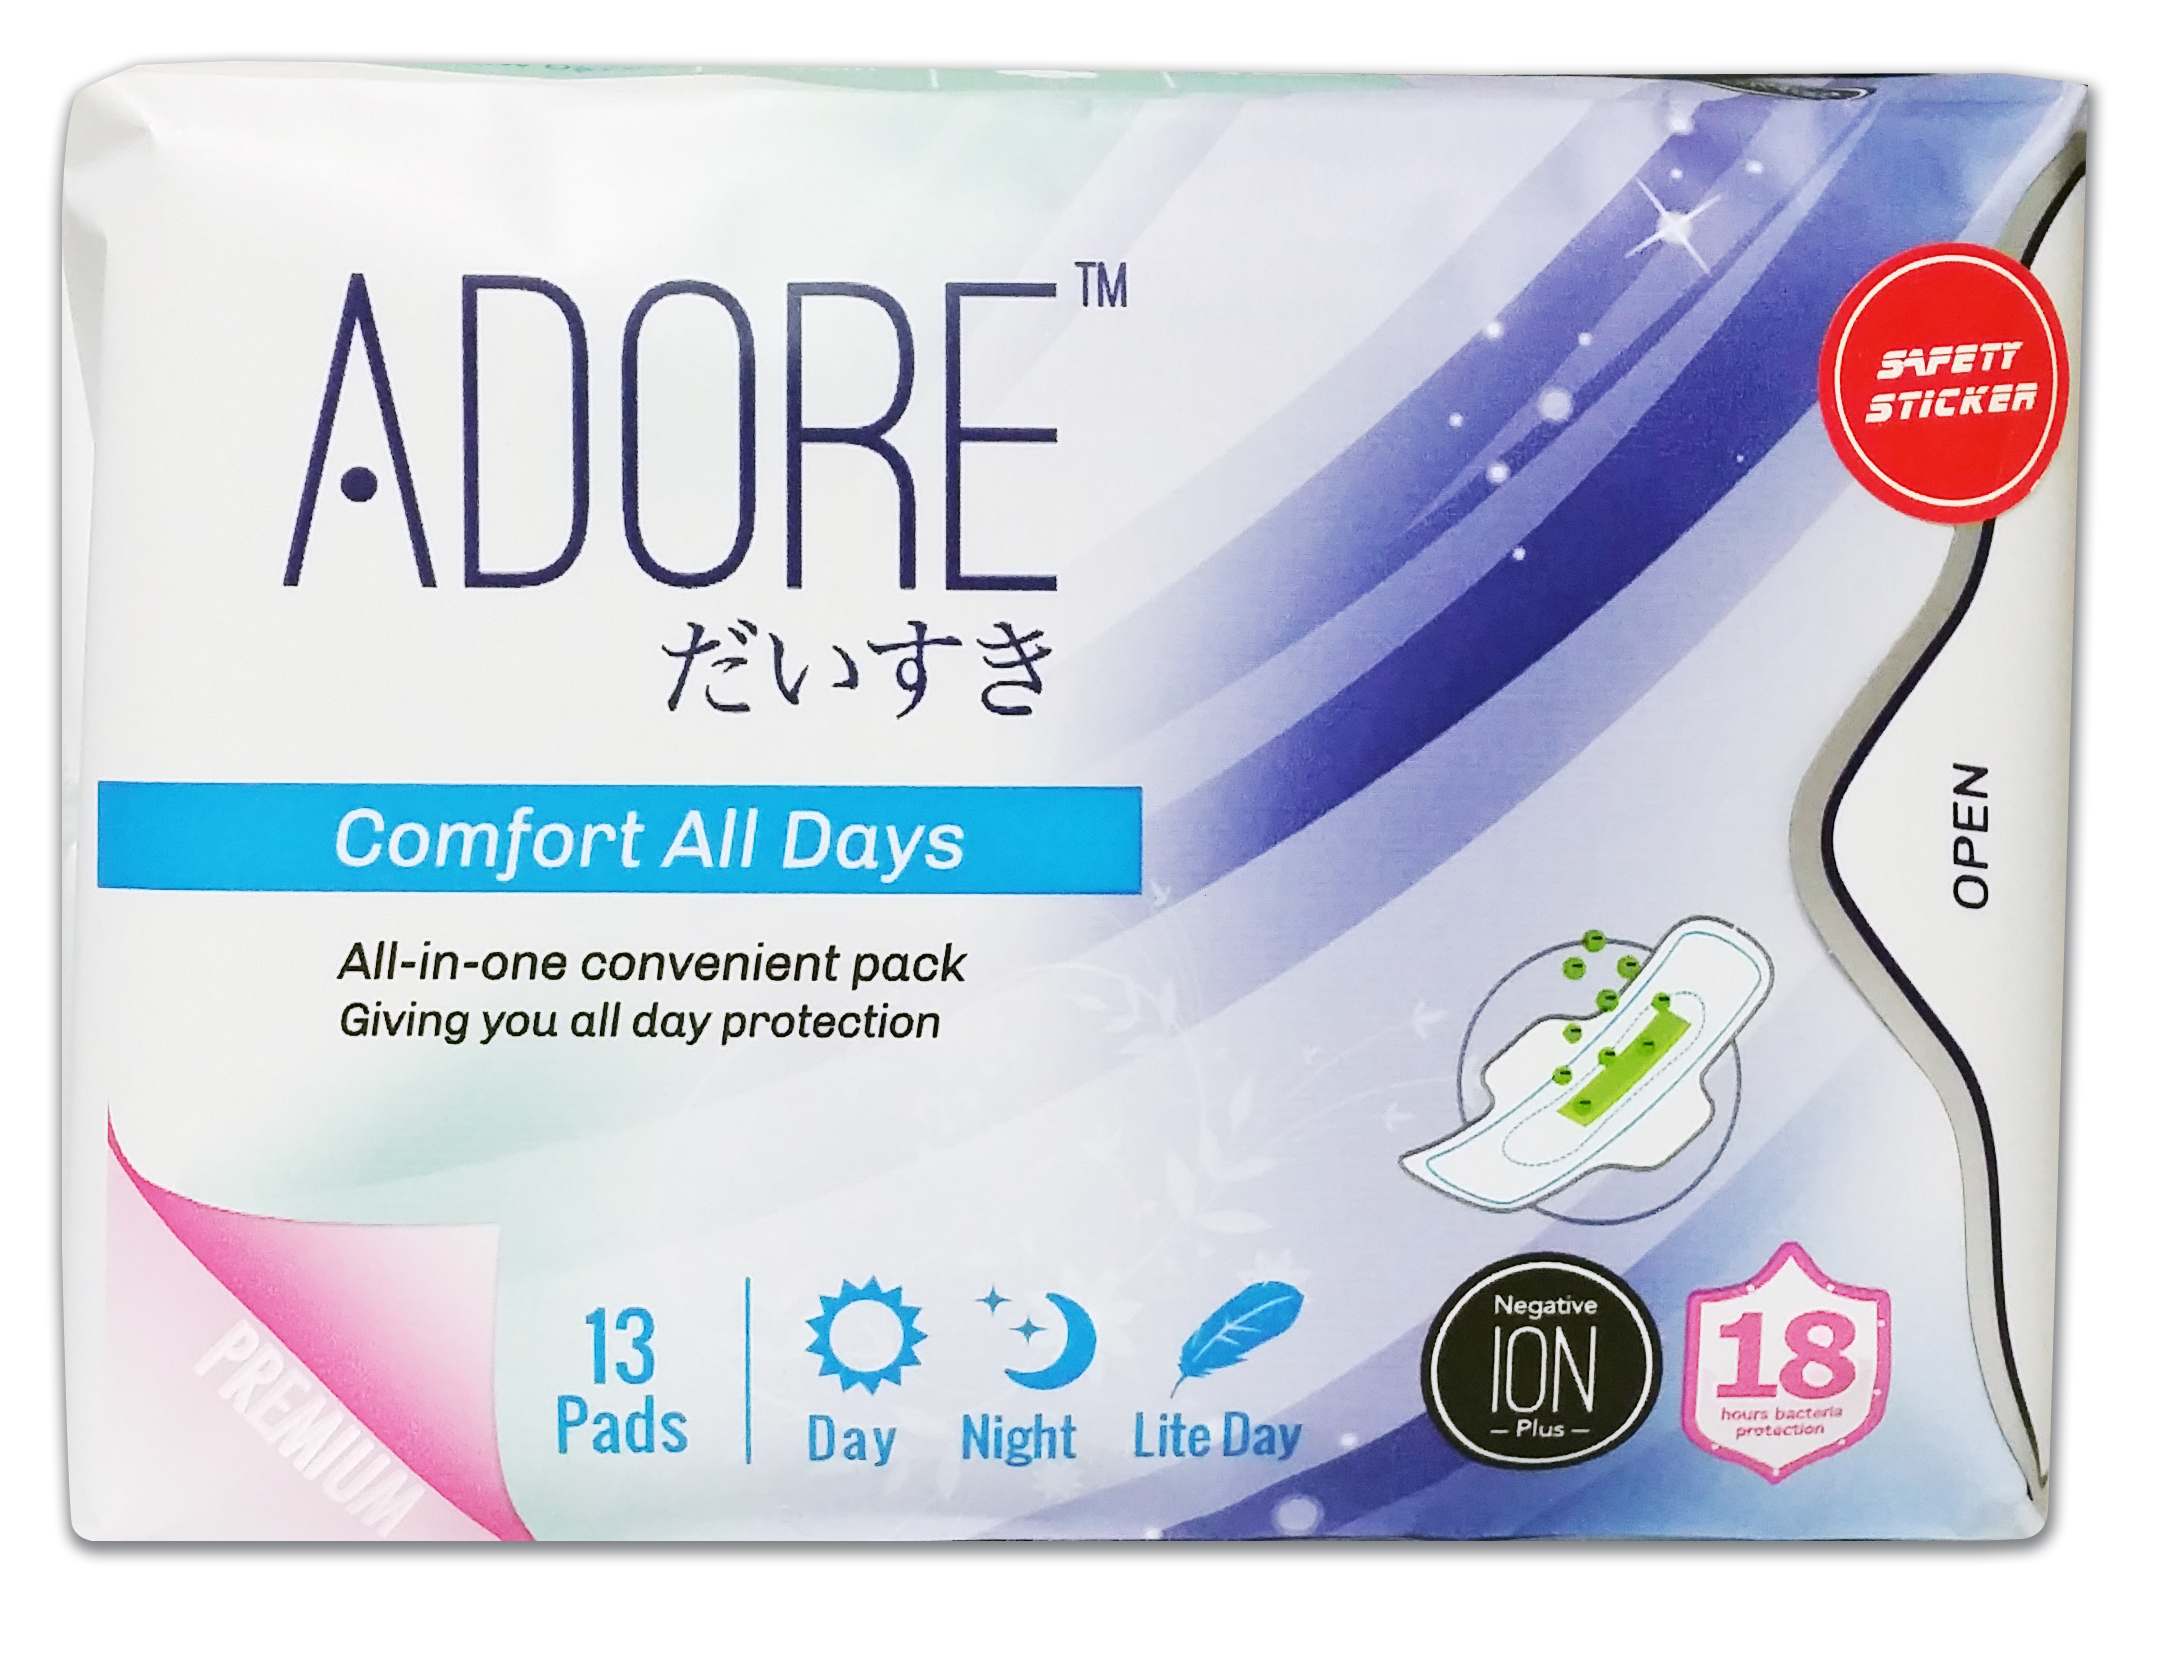 ADORE™
だいすき
Comfort All Days
All-in-one convenient pack
Giving you all day protection
SAFETY
STICKER
OPEN
PREMIUM
13
Pads
Day
Night
Lite Day
Negative
ION
– Plus –
18
hours bacteria
protection